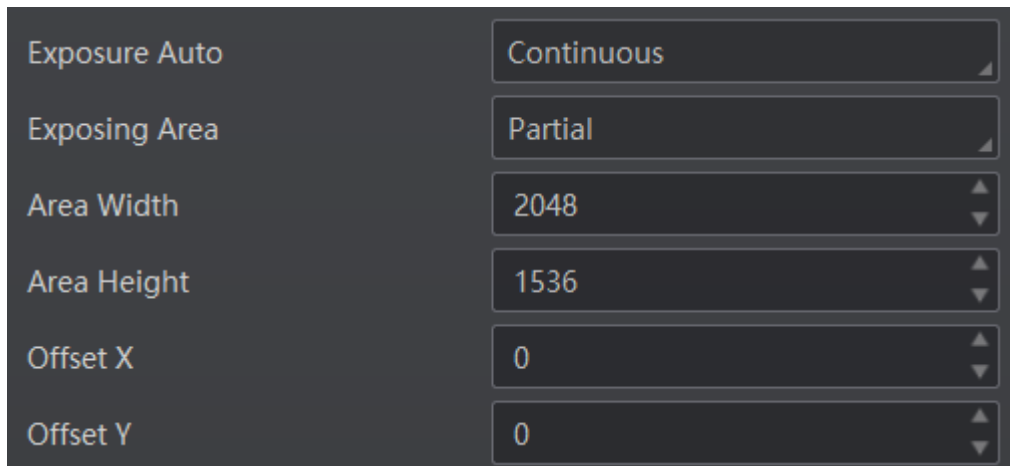 Exposure Auto Continuous
Exposing Area Partial
Area Width 2048
Area Height 1536
Offset X 0
Offset Y 0